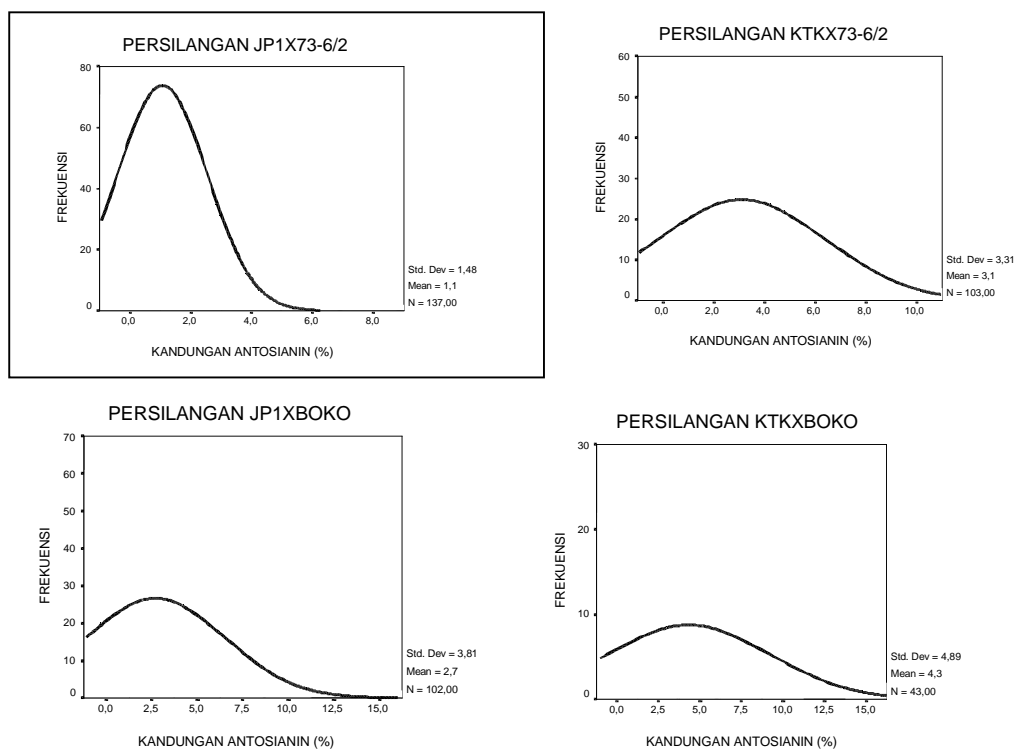 PERSILANGAN JP1X73-6/2
80
60
40
20
0
FREKUENSI
0,0 2,0 4,0 6,0 8,0
KANDUNGAN ANTOSIANIN (%)
Std. Dev = 1,48
Mean = 1,1
N = 137,00
PERSILANGAN KTKX73-6/2
60
50
40
30
20
10
0
FREKUENSI
0,0 2,0 4,0 6,0 8,0 10,0
KANDUNGAN ANTOSIANIN (%)
Std. Dev = 3,31
Mean = 3,1
N = 103,00
PERSILANGAN JP1XBOKO
70
60
50
40
30
20
10
0
FREKUENSI
0,0 2,5 5,0 7,5 10,0 12,5 15,0
KANDUNGAN ANTOSIANIN (%)
Std. Dev = 3,81
Mean = 2,7
N = 102,00
PERSILANGAN KTKXBOKO
30
20
10
0
FREKUENSI
0,0 2,5 5,0 7,5 10,0 12,5 15,0
KANDUNGAN ANTOSIANIN (%)
Std. Dev = 4,89
Mean = 4,3
N = 43,00